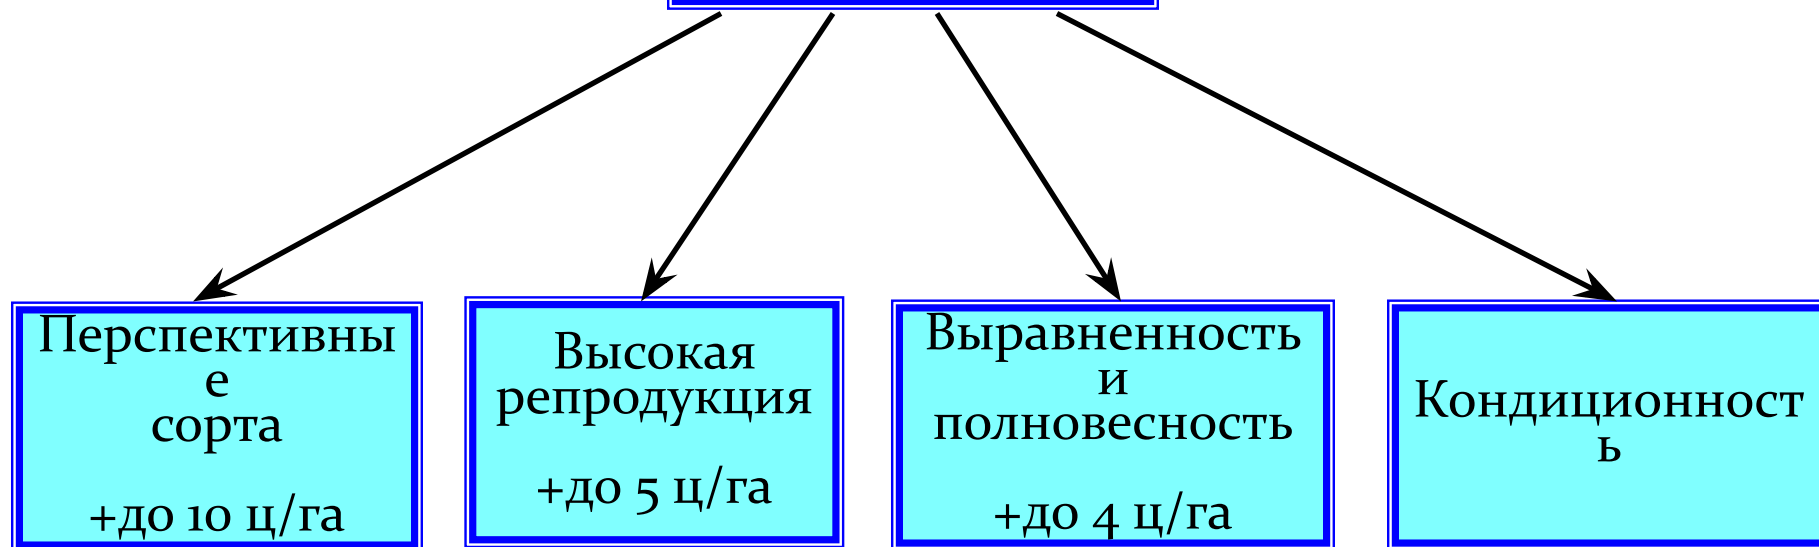 Перспективны
е
сорта
+до 10 ц/га
Высокая
репродукция
+до 5 ц/га
Выравненность
и
полновесность
+до 4 ц/га
Кондиционност
ь